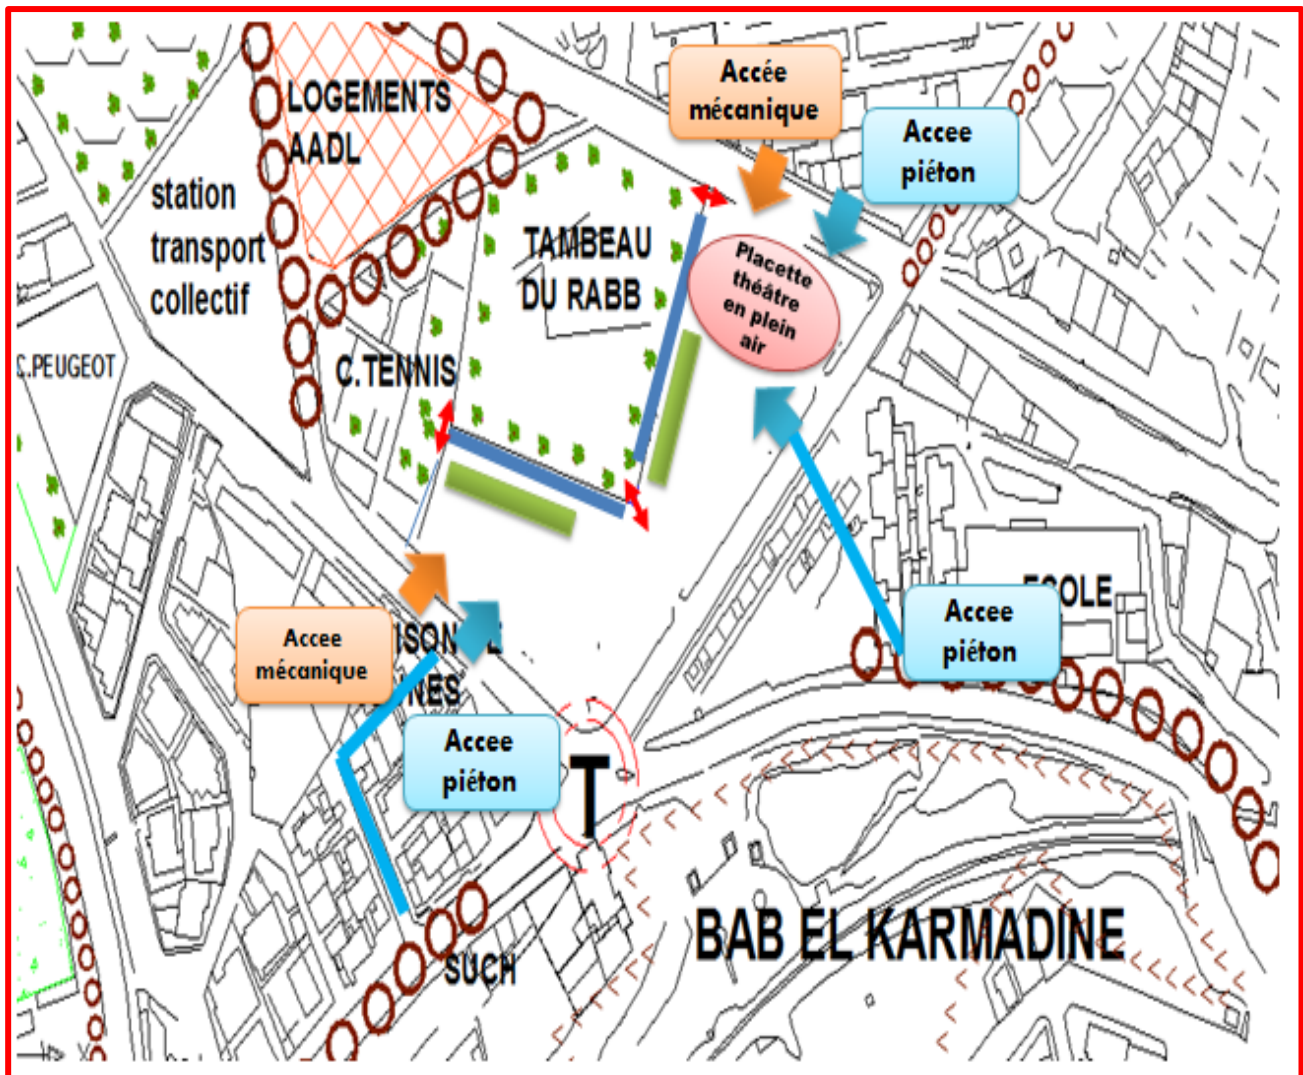 Accée
mécanique
Accee
piéton
LOGEMENTS
AADL
station
transport
collectif
TAMBEAU
DU RABB
Placette
théâtre
en plein
air
C.PEUGEOT
C.TENNIS
ECOLE
Accee
piéton
Accee
mécanique
Accee
piéton
T
BAB EL KARMADINE
SUCH